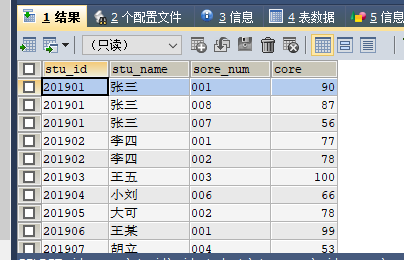 1 结果 2 个配置文件 3 信息 4 表数据 5 信息
（只读）
stu_id stu_name sore_num core
201901 张三 001 90
201901 张三 008 87
201901 张三 007 56
201902 李四 001 77
201902 李四 002 78
201903 王五 003 100
201904 小刘 006 66
201905 大可 002 78
201906 王某 001 99
201907 胡立 004 53